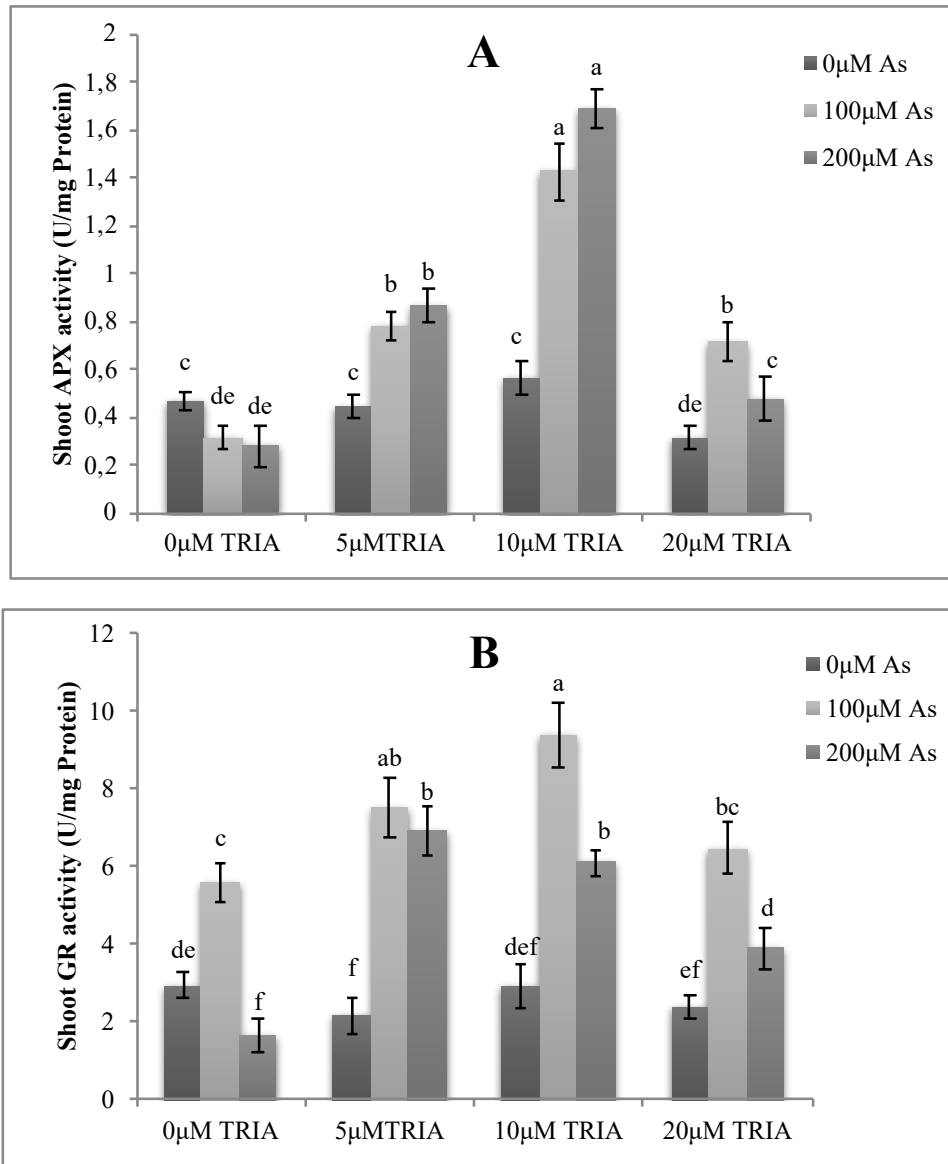 A
Shoot APX activity (U/mg Protein)
2
1,8
1,6
1,4
1,2
1
0,8
0,6
0,4
0,2
0
c
de
de
c
b
b
c
a
a
de
b
c
0µM TRIA
5µMTRIA
10µM TRIA
20µM TRIA
0µM As
100µM As
200µM As
B
Shoot GR activity (U/mg Protein)
12
10
8
6
4
2
0
de
c
f
f
ab
b
def
a
b
ef
bc
d
0µM TRIA
5µMTRIA
10µM TRIA
20µM TRIA
0µM As
100µM As
200µM As